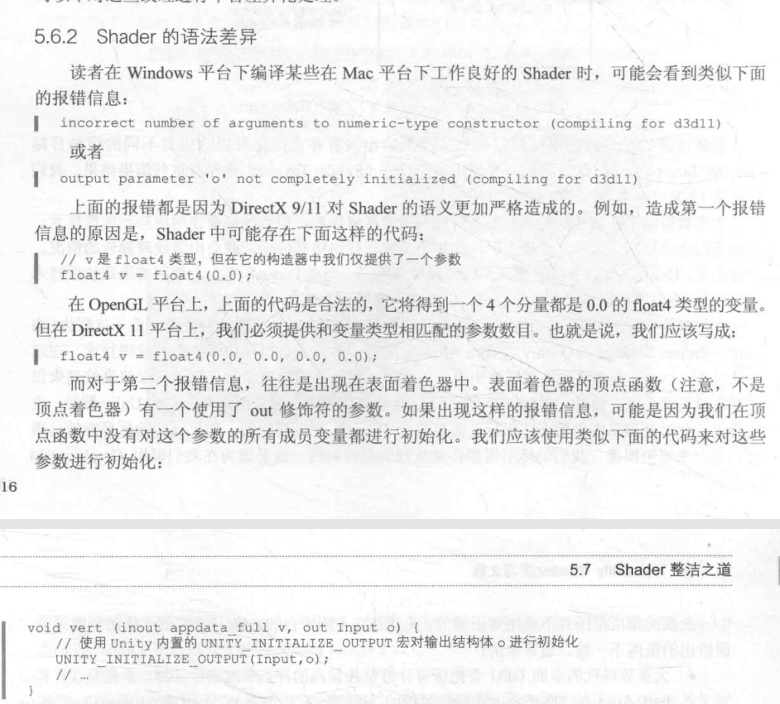 5.6.2 Shader 的语法差异
读者在 Windows 平台下编译某些在 Mac 平台下工作良好的 Shader 时，可能会看到类似下面
的报错信息：
incorrect number of arguments to numeric-type constructor (compiling for d3d11)
或者
output parameter 'o' not completely initialized (compiling for d3d11)
上面的报错都是因为 DirectX 9/11 对 Shader 的语义更加严格造成的。例如，造成第一个报错
信息的原因是，Shader 中可能存在下面这样的代码：
// v 是 float4 类型，但在它的构造器中我们仅提供了一个参数
float4 v = float4(0.0);
在 OpenGL 平台上，上面的代码是合法的，它将得到一个 4 个分量都是 0.0 的 float4 类型的变量。
但在 DirectX 11 平台上，我们必须提供和变量类型相匹配的参数数目。也就是说，我们应该写成：
float4 v = float4(0.0, 0.0, 0.0, 0.0);
而对于第二个报错信息，往往是出现在表面着色器中。表面着色器的顶点函数（注意，不是
顶点着色器）有一个使用了 out 修饰符的参数。如果出现这样的报错信息，可能是因为我们在顶
点函数中没有对这个参数的所有成员变量都进行初始化。我们应该使用类似下面的代码来对这些
参数进行初始化：
16
5.7 Shader 整洁之道
void vert (inout appdata_full v, out Input o) {
// 使用 Unity 内置的 UNITY_INITIALIZE_OUTPUT 宏对输出结构体 o 进行初始化
UNITY_INITIALIZE_OUTPUT(Input,o);
// …
}